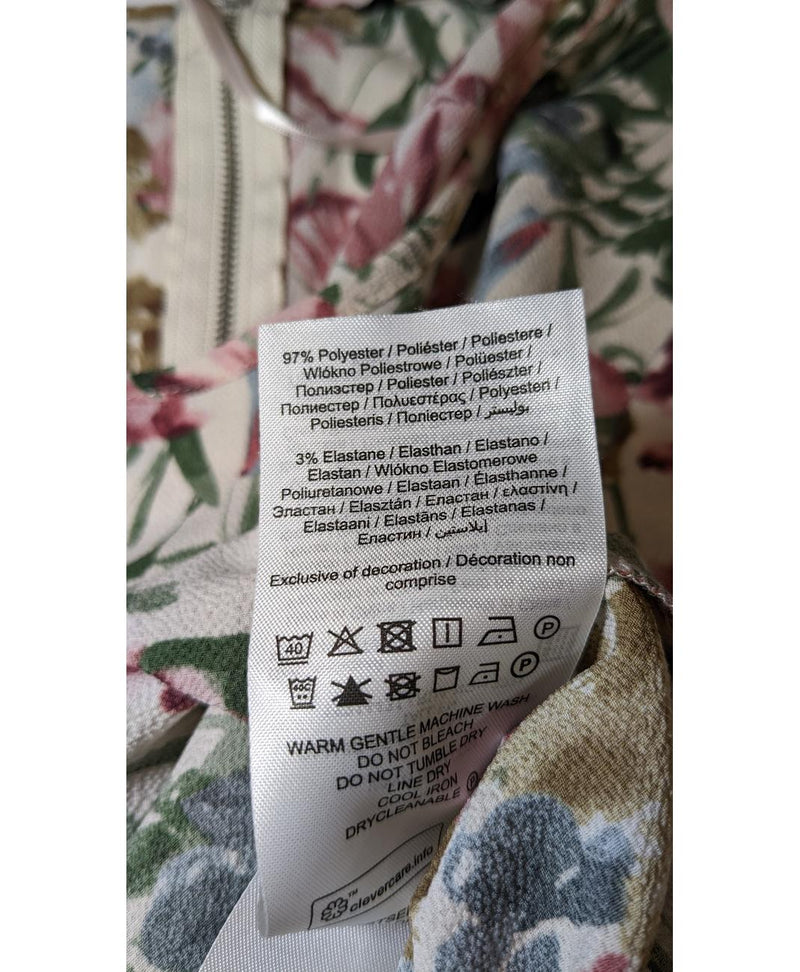 97% Polyester / Poliéster / Poliestere /
Wlókno Poliestrowe / Polüester /
Полиэстер / Poliester / Poliészter /
Полиестер / Πολυεστέρας / Polyesteri /
Poliesteris / Поліестер / بوليستر
3% Elastane / Elasthan / Elastano /
Elastan / Wlókno Elastomerowe
Poliuretanowe / Elastaan / Élasthanne /
Эластан / Elasztán / Еластан / ελαστίνη /
Elastaani / Elastāns / Elastanas /
Еластин / إيلاستين
Exclusive of decoration / Décoration non
comprise
40 P
P
WARM GENTLE MACHINE WASH
DO NOT BLEACH
DO NOT TUMBLE DRY
LINE DRY
COOL IRON
DRYCLEANABLE P
clevercare.info ™